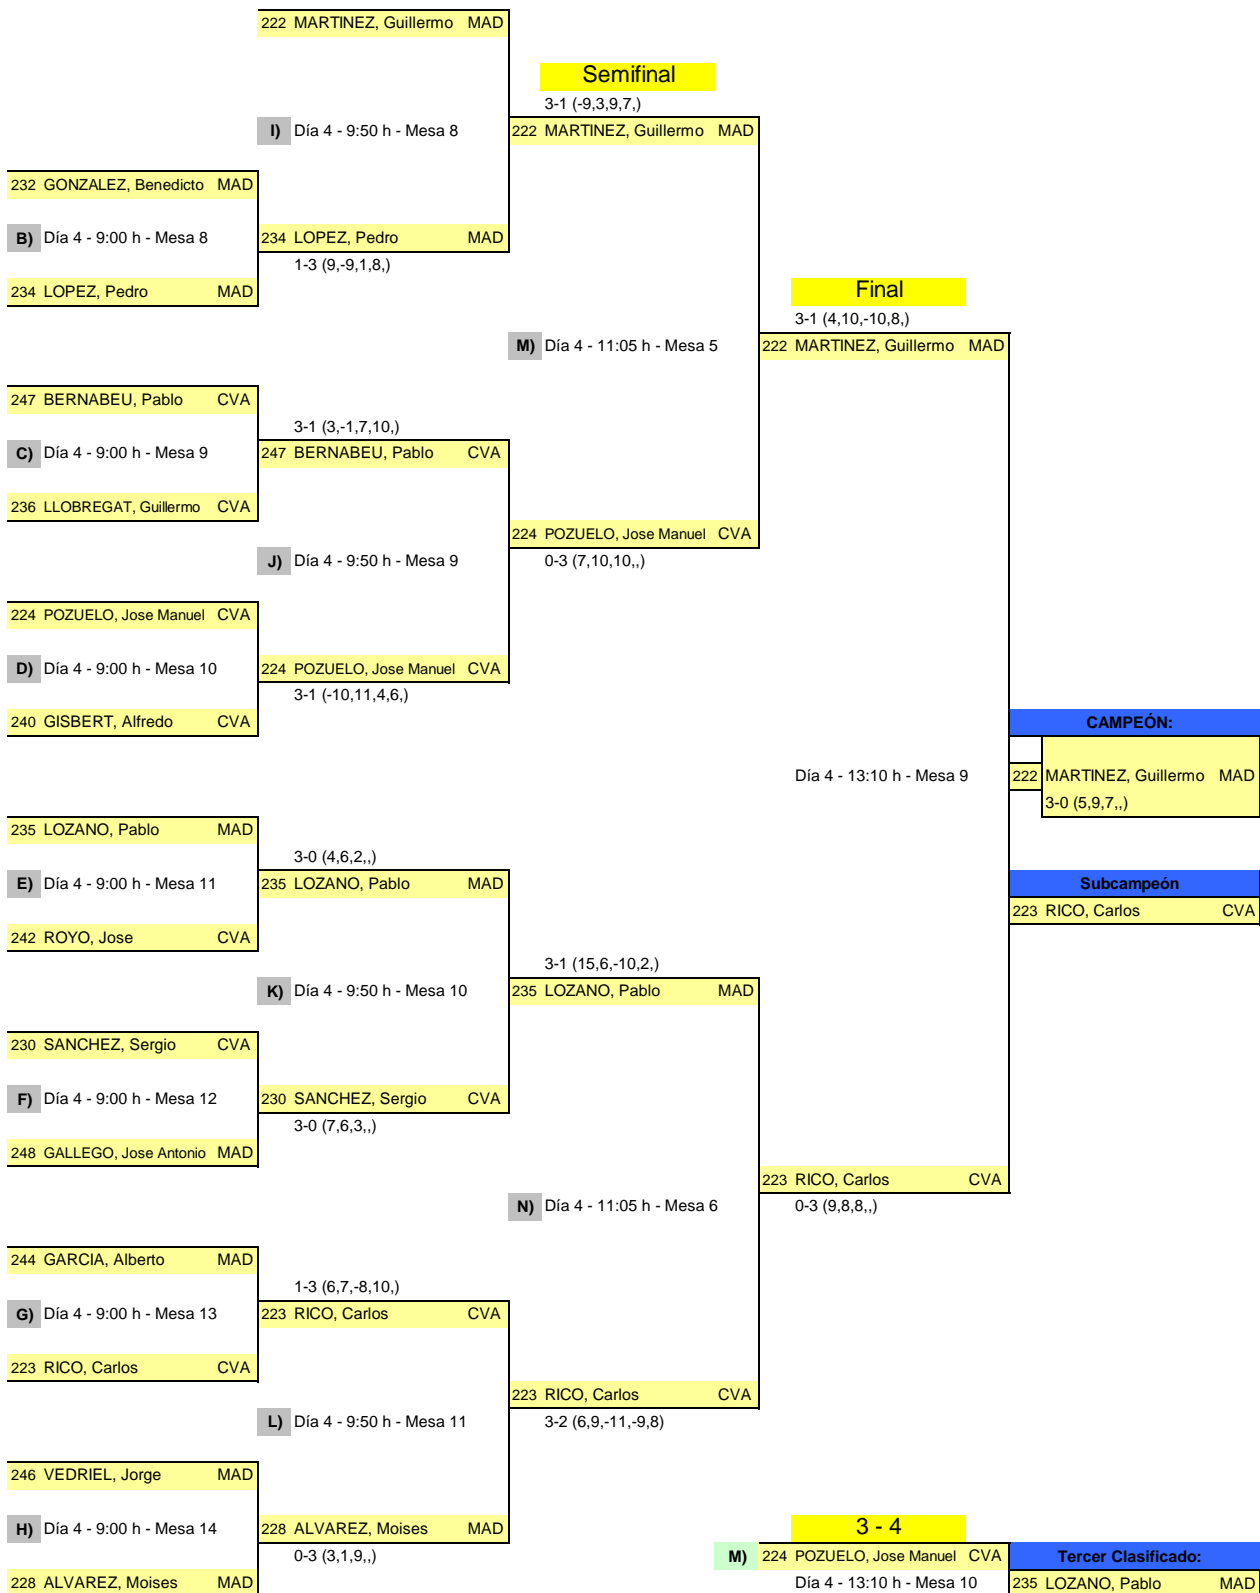 222 MARTINEZ, Guillermo MAD
Semifinal
3-1 (-9,3,9,7,)
I) Día 4 - 9:50 h - Mesa 8
222 MARTINEZ, Guillermo MAD
232 GONZALEZ, Benedicto MAD
B) Día 4 - 9:00 h - Mesa 8
234 LOPEZ, Pedro MAD
1-3 (9,-9,1,8,)
234 LOPEZ, Pedro MAD
Final
3-1 (4,10,-10,8,)
M) Día 4 - 11:05 h - Mesa 5
222 MARTINEZ, Guillermo MAD
247 BERNABEU, Pablo CVA
3-1 (3,-1,7,10,)
C) Día 4 - 9:00 h - Mesa 9
247 BERNABEU, Pablo CVA
236 LLOBREGAT, Guillermo CVA
224 POZUELO, Jose Manuel CVA
J) Día 4 - 9:50 h - Mesa 9
0-3 (7,10,10,,)
224 POZUELO, Jose Manuel CVA
D) Día 4 - 9:00 h - Mesa 10
224 POZUELO, Jose Manuel CVA
3-1 (-10,11,4,6,)
240 GISBERT, Alfredo CVA
CAMPEÓN:
Día 4 - 13:10 h - Mesa 9
222 MARTINEZ, Guillermo MAD
3-0 (5,9,7,,)
235 LOZANO, Pablo MAD
3-0 (4,6,2,,)
E) Día 4 - 9:00 h - Mesa 11
235 LOZANO, Pablo MAD
Subcampeón
223 RICO, Carlos CVA
242 ROYO, Jose CVA
3-1 (15,6,-10,2,)
K) Día 4 - 9:50 h - Mesa 10
235 LOZANO, Pablo MAD
230 SANCHEZ, Sergio CVA
F) Día 4 - 9:00 h - Mesa 12
230 SANCHEZ, Sergio CVA
3-0 (7,6,3,,)
248 GALLEGO, Jose Antonio MAD
223 RICO, Carlos CVA
N) Día 4 - 11:05 h - Mesa 6
0-3 (9,8,8,,)
244 GARCIA, Alberto MAD
1-3 (6,7,-8,10,)
G) Día 4 - 9:00 h - Mesa 13
223 RICO, Carlos CVA
223 RICO, Carlos CVA
223 RICO, Carlos CVA
L) Día 4 - 9:50 h - Mesa 11
3-2 (6,9,-11,-9,8)
246 VEDRIEL, Jorge MAD
H) Día 4 - 9:00 h - Mesa 14
228 ALVAREZ, Moises MAD
3 - 4
0-3 (3,1,9,,)
M) 224 POZUELO, Jose Manuel CVA
Tercer Clasificado:
228 ALVAREZ, Moises MAD
Día 4 - 13:10 h - Mesa 10
235 LOZANO, Pablo MAD